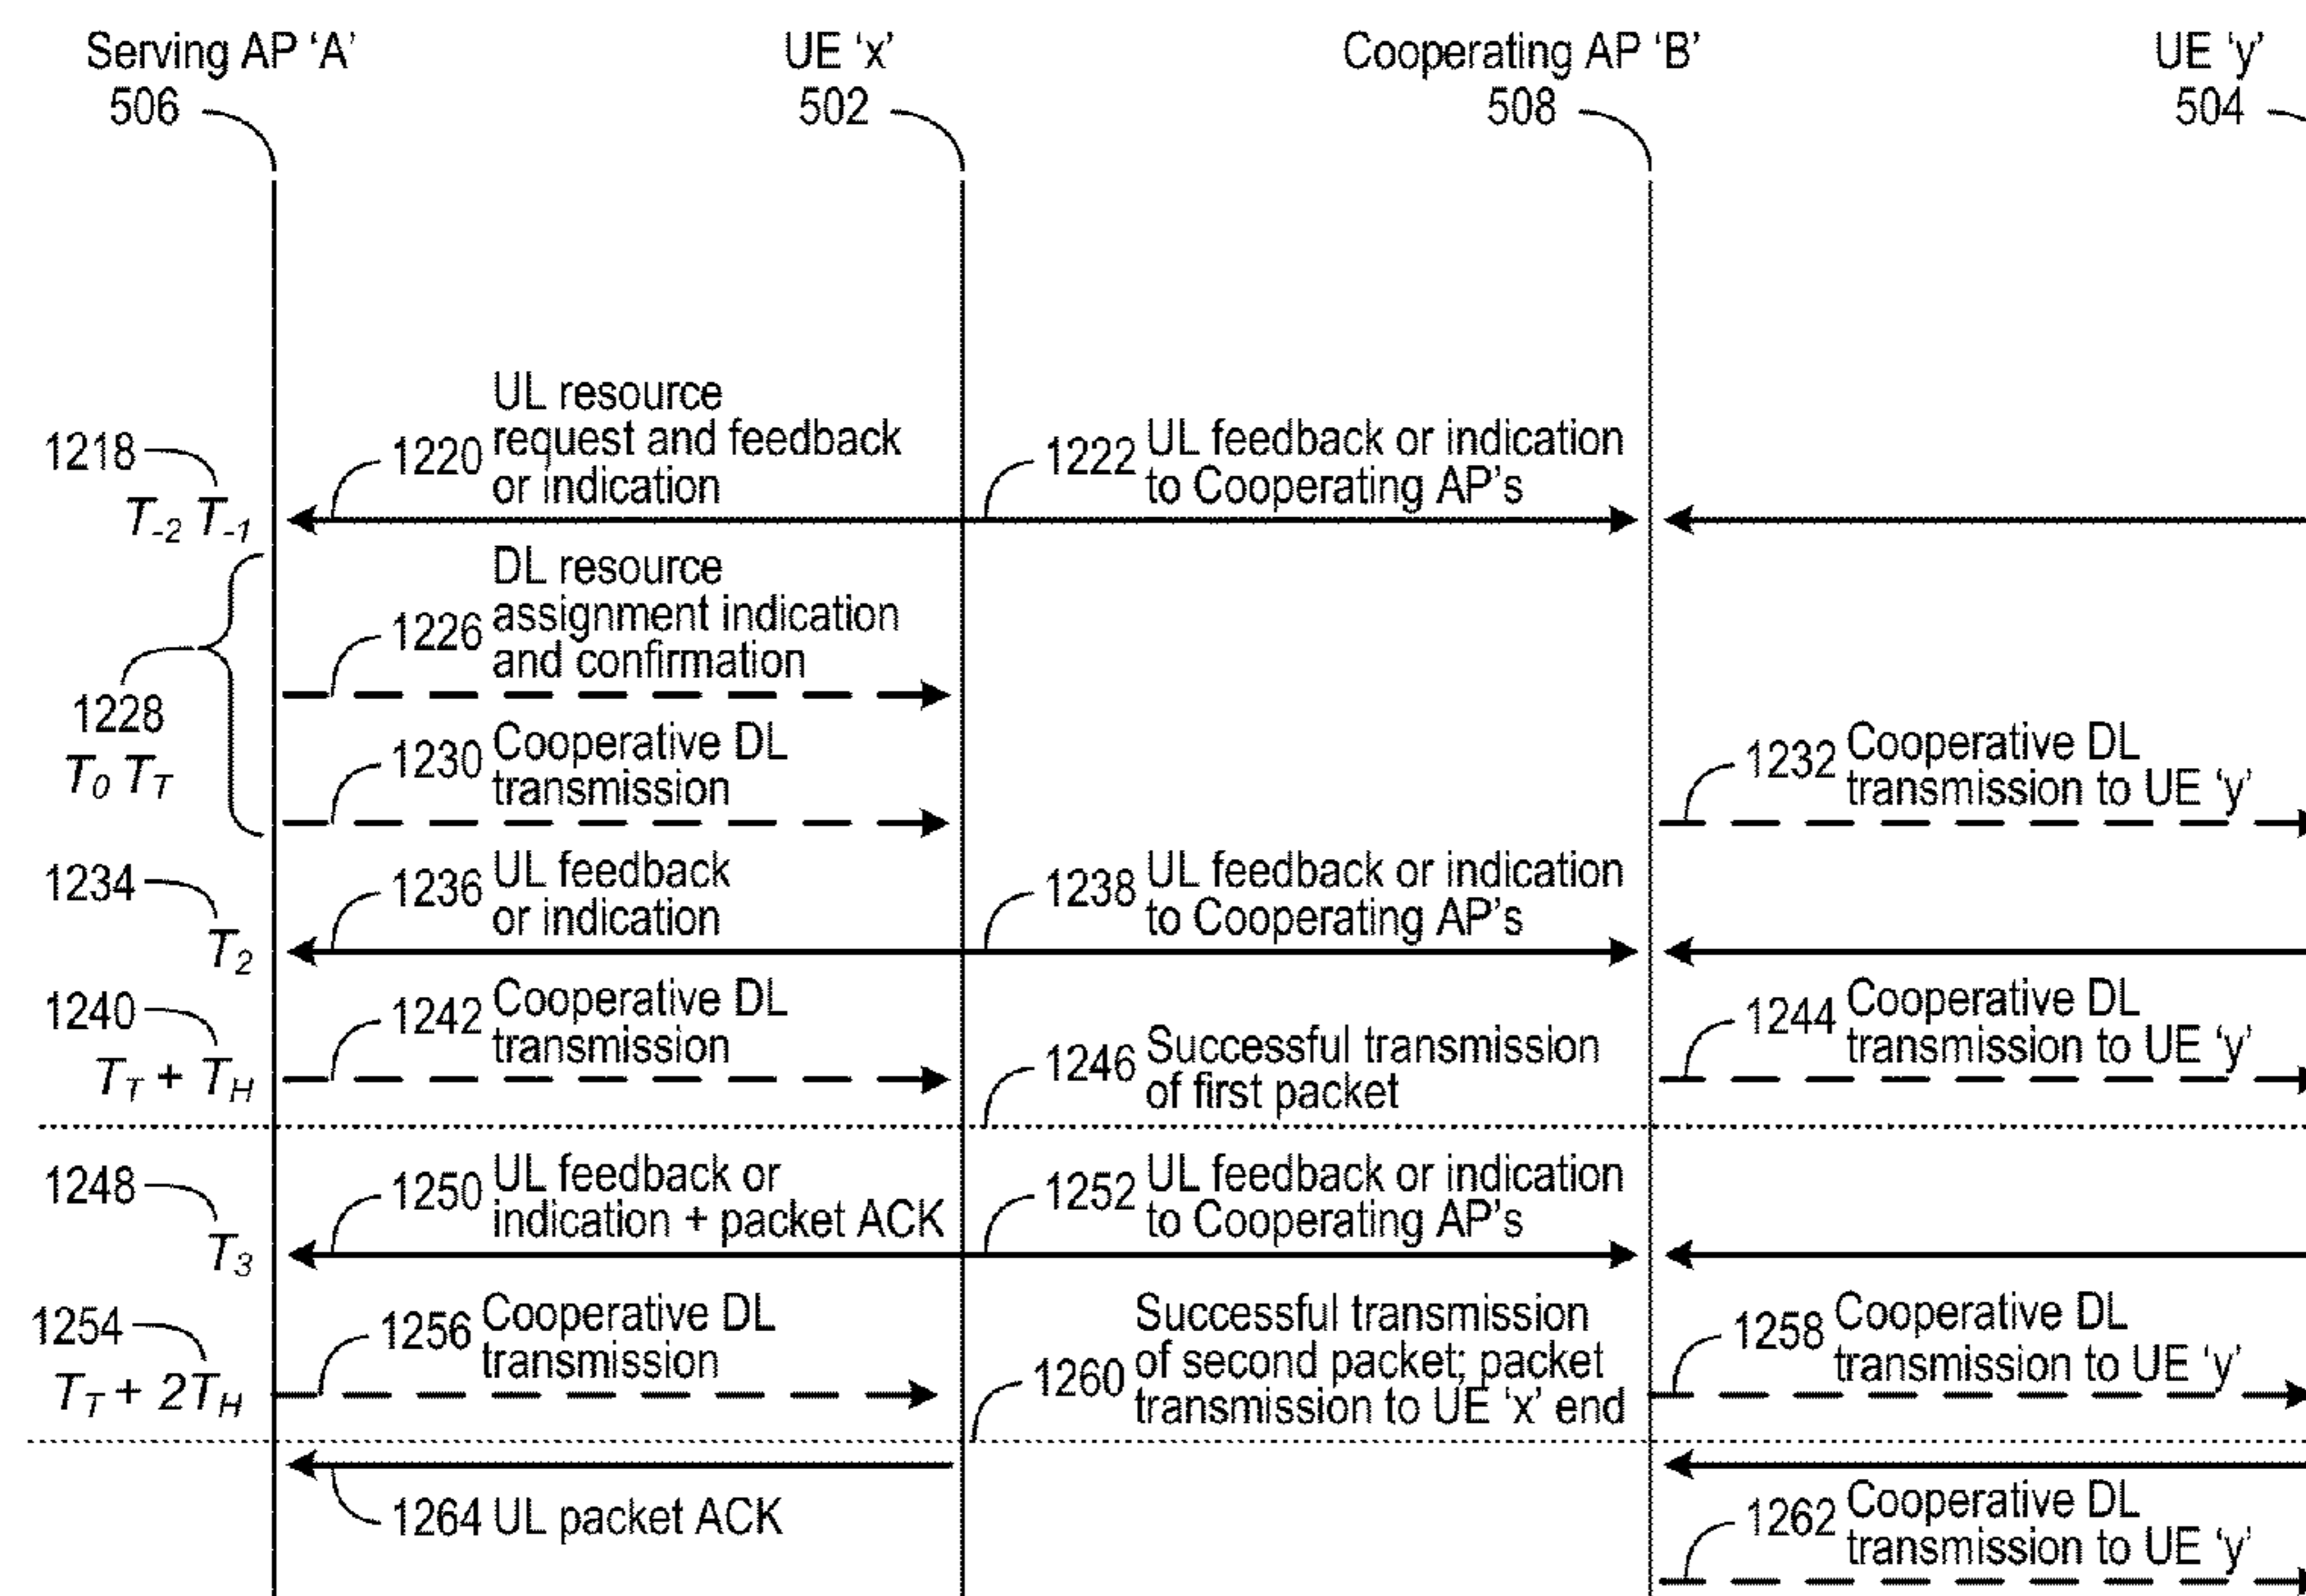 Serving AP ‘A’
506
UE ‘x’
502
Cooperating AP ‘B’
508
UE ‘y’
504
1218
T-2 T-1
1220
UL resource
request and feedback
or indication
1222
UL feedback or indication
to Cooperating AP’s
1226
DL resource
assignment indication
and confirmation
1228
T0 TT
1230
Cooperative DL
transmission
1232
Cooperative DL
transmission to UE ‘y’
1234
T2
1236
UL feedback
or indication
1238
UL feedback or indication
to Cooperating AP’s
1240
TT + TH
1242
Cooperative DL
transmission
1246
Successful transmission
of first packet
1244
Cooperative DL
transmission to UE ‘y’
1248
T3
1250
UL feedback or
indication + packet ACK
1252
UL feedback or indication
to Cooperating AP’s
1254
TT + 2TH
1256
Cooperative DL
transmission
1260
Successful transmission
of second packet; packet
transmission to UE ‘x’ end
1258
Cooperative DL
transmission to UE ‘y’
1264 UL packet ACK
1262
Cooperative DL
transmission to UE ‘y’